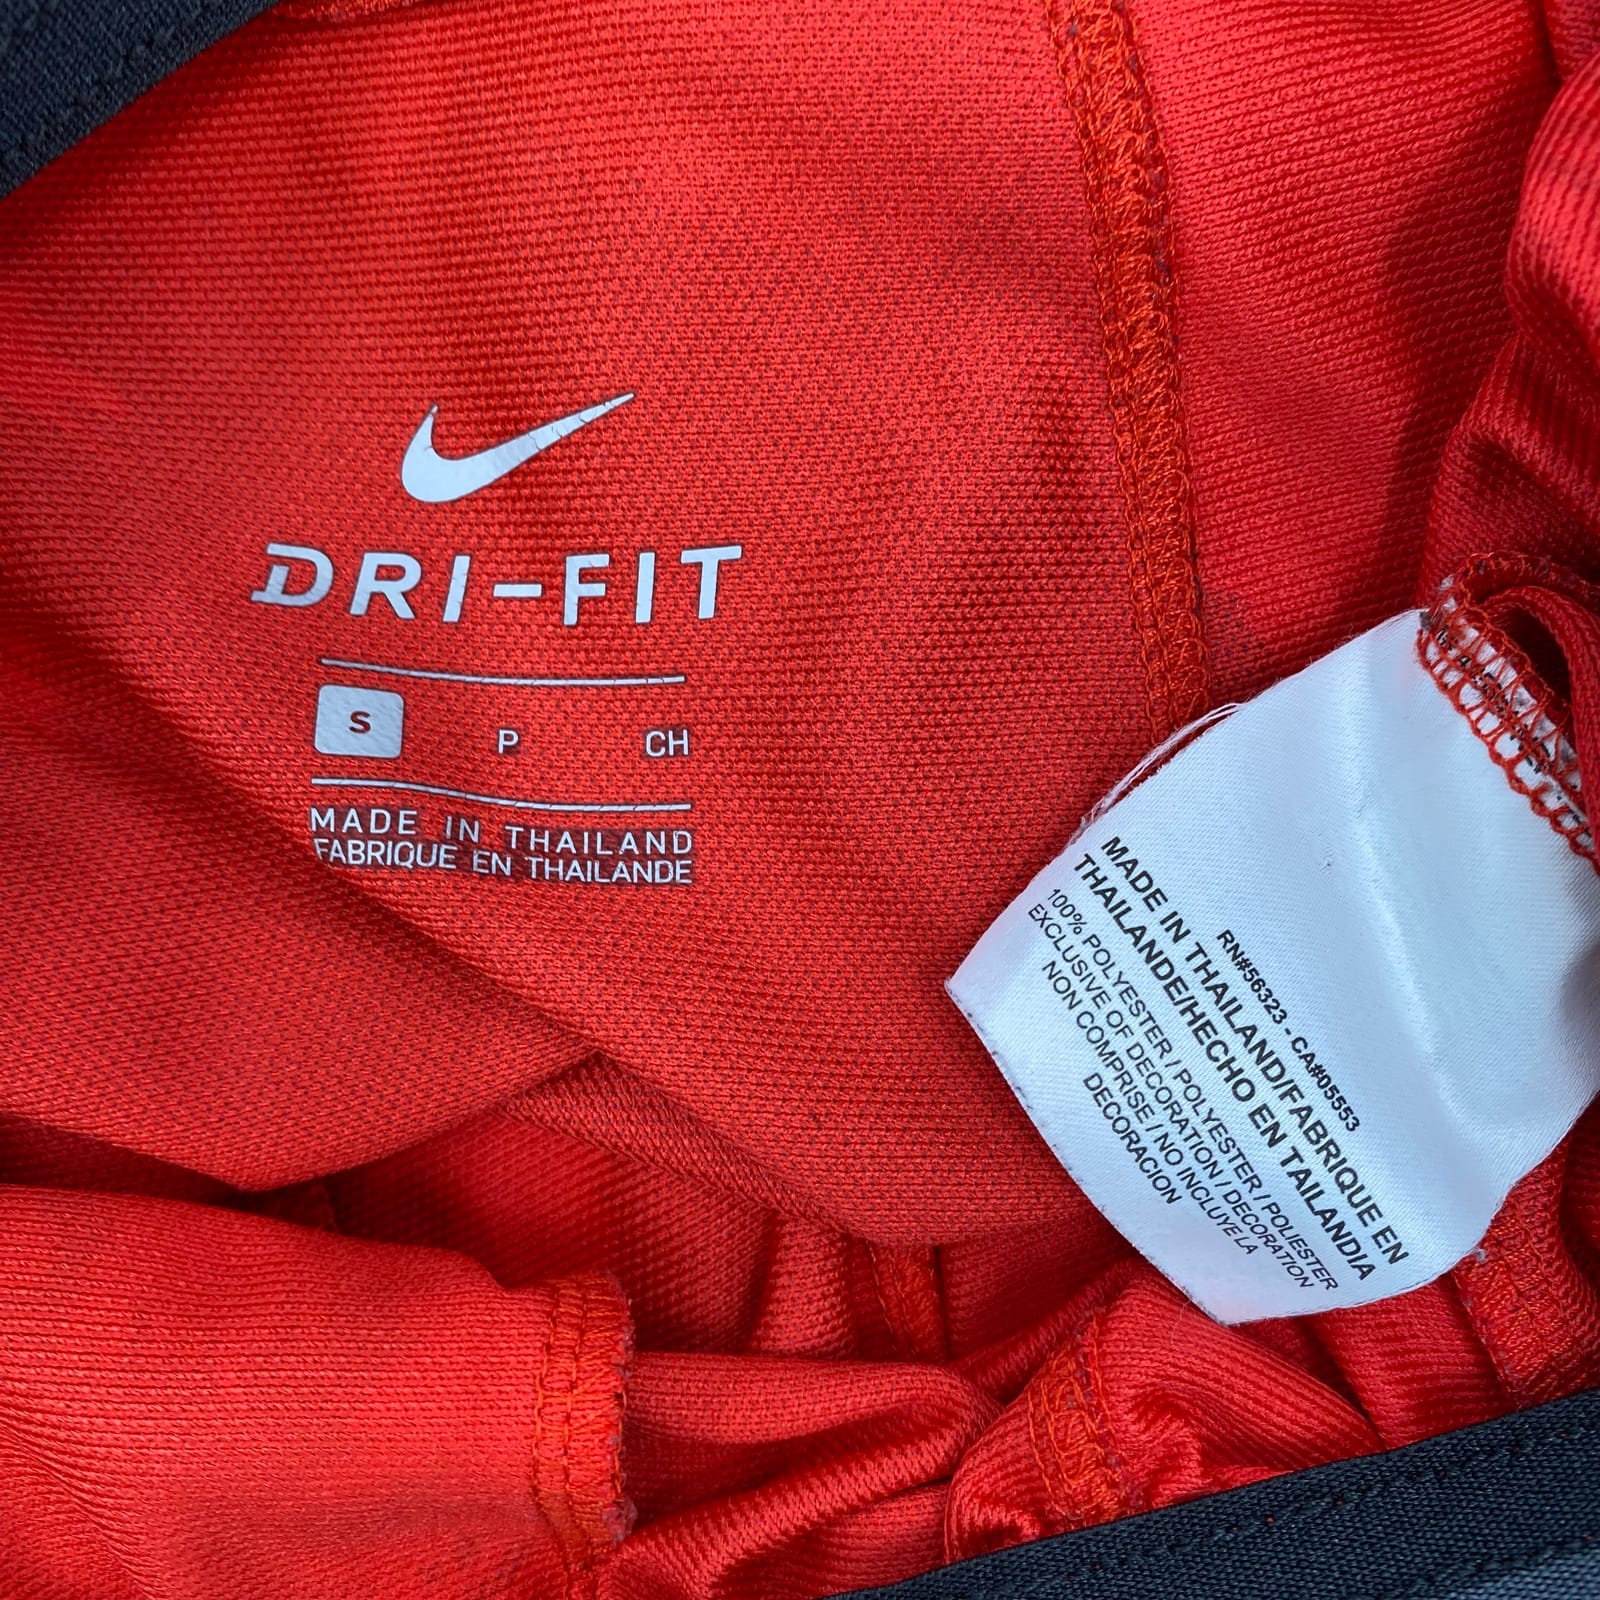 DRI-FIT
S P CH
MADE IN THAILAND
FABRIQUE EN THAILANDE
RN#56323 - CA#05553
MADE IN THAILAND/FABRIQUE EN
THAILANDE/HECHO EN TAILANDIA
100% POLYESTER / POLYESTER / POLIESTER
EXCLUSIVE OF DECORATION / DECORATION
NON COMPRISE / NO INCLUYE LA
DECORACION